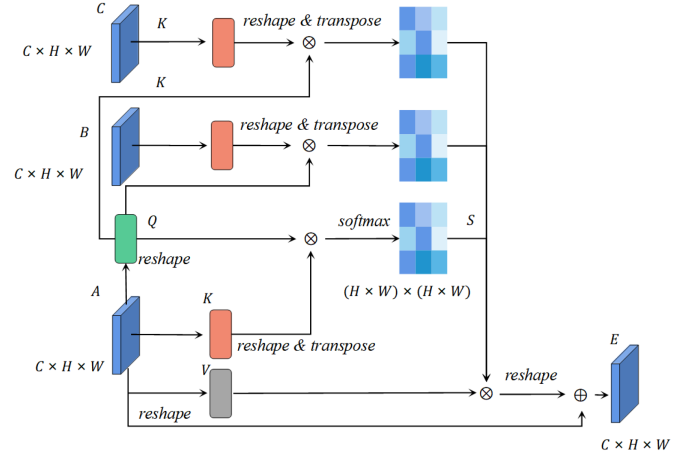 C
K
reshape & transpose
C × H × W
K
B
reshape & transpose
C × H × W
Q
softmax
S
reshape
A
K
(H × W) × (H × W)
E
C × H × W
reshape & transpose
V
reshape
reshape
C × H × W